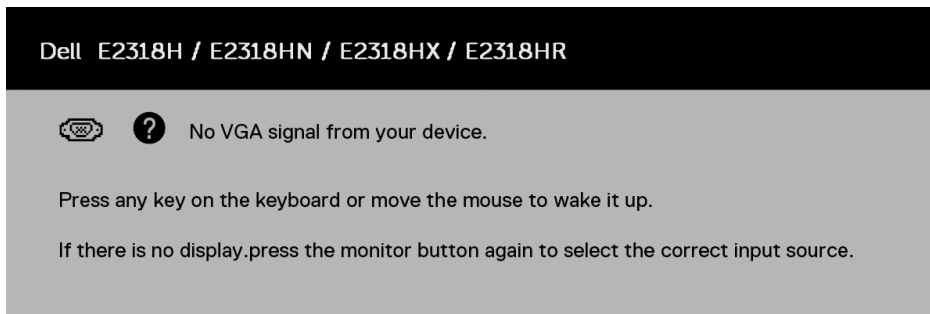 Dell E2318H / E2318HN / E2318HX / E2318HR
No VGA signal from your device.
Press any key on the keyboard or move the mouse to wake it up.
If there is no display.press the monitor button again to select the correct input source.